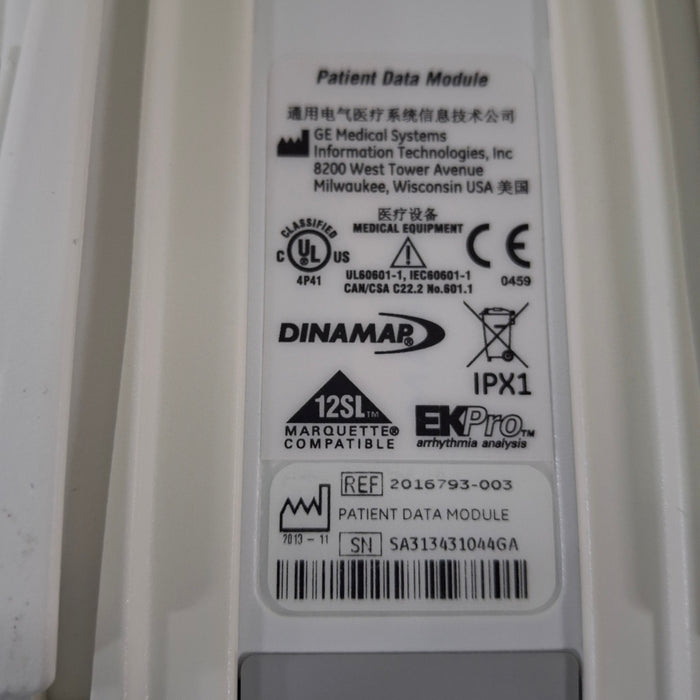 Patient Data Module
通用电气医疗系统信息技术公司
GE Medical Systems
Information Technologies, Inc
8200 West Tower Avenue
Milwaukee, Wisconsin USA 美国
医疗设备
MEDICAL EQUIPMENT
CLASSIFIED
C UL US
4P41
UL60601-1, IEC60601-1
CAN/CSA C22.2 No.601.1
CE
0459
DINAMAP®
IPX1
12SL™
MARQUETTE®
COMPATIBLE
EKPro™
arrhythmia analysis
REF 2016793-003
PATIENT DATA MODULE
2013-11
SN SA313431044GA